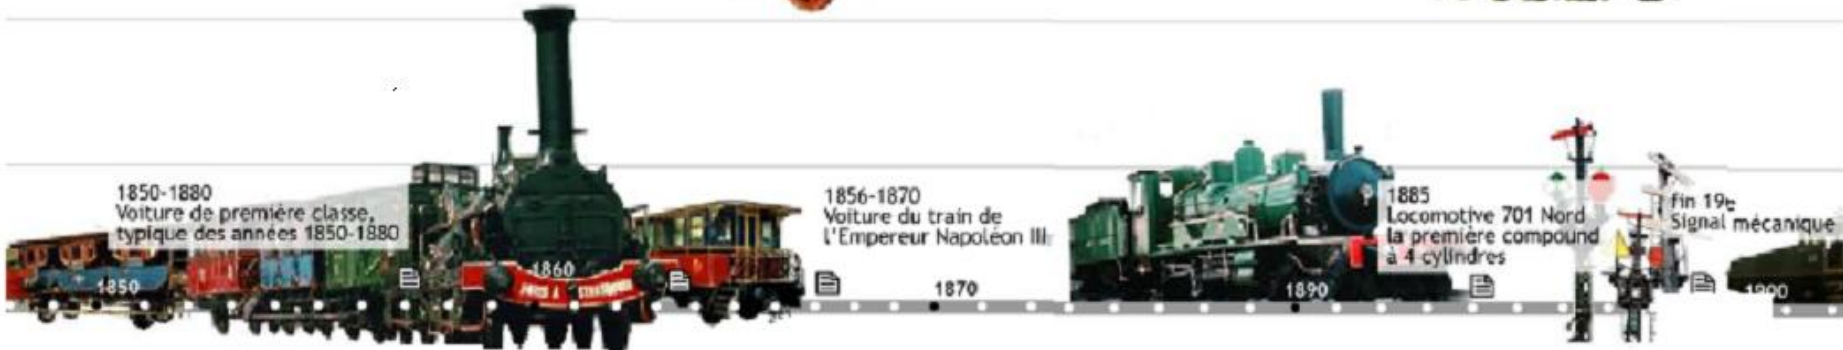 1850-1880
Voiture de première classe,
typique des années 1850-1880
1850
1860
1856-1870
Voiture du train de
l'Empereur Napoléon III
1870
1885
Locomotive 701 Nord
la première compound
à 4 cylindres
1890
fin 19e
Signal mécanique
1900